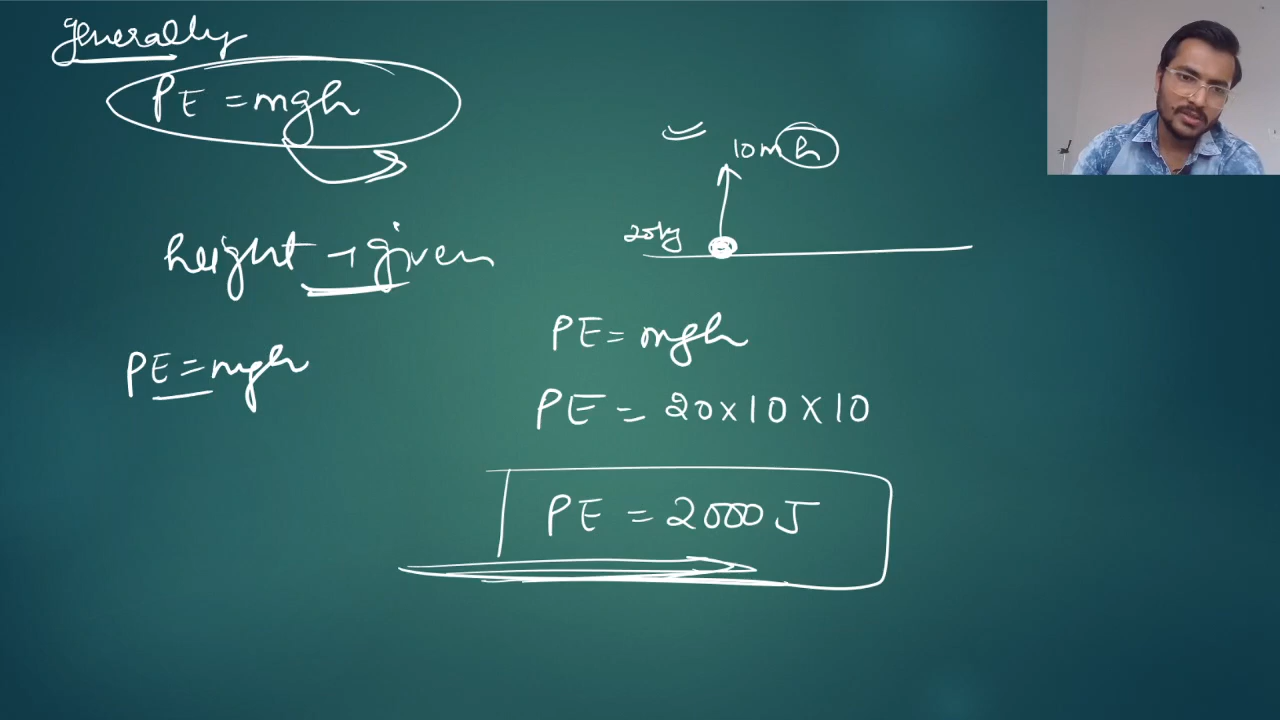 generally
PE = mgh
height → given
PE = mgh
10m h
20kg
PE = mgh
PE = 20 × 10 × 10
PE = 2000 J